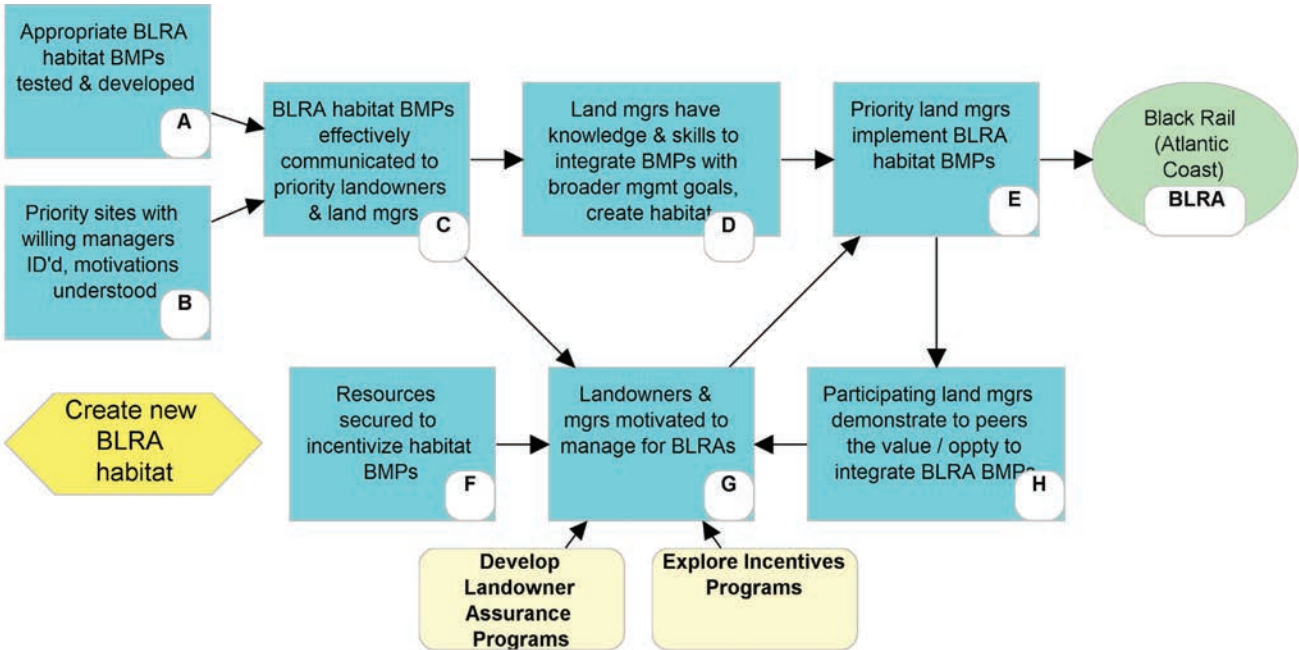 Appropriate BLRA
habitat BMPs
tested & developed
A
Priority sites with
willing managers
ID'd, motivations
understood
B
BLRA habitat BMPs
effectively
communicated to
priority landowners
& land mgrs
C
Land mgrs have
knowledge & skills to
integrate BMPs with
broader mgmt goals,
create habitat
D
Priority land mgrs
implement BLRA
habitat BMPs
E
Black Rail
(Atlantic
Coast)
BLRA
Create new
BLRA
habitat
Resources
secured to
incentivize habitat
BMPs
F
Landowners &
mgrs motivated to
manage for BLRAs
G
Participating land mgrs
demonstrate to peers
the value / oppty to
integrate BLRA BMPs
H
Develop
Landowner
Assurance
Programs
Explore Incentives
Programs